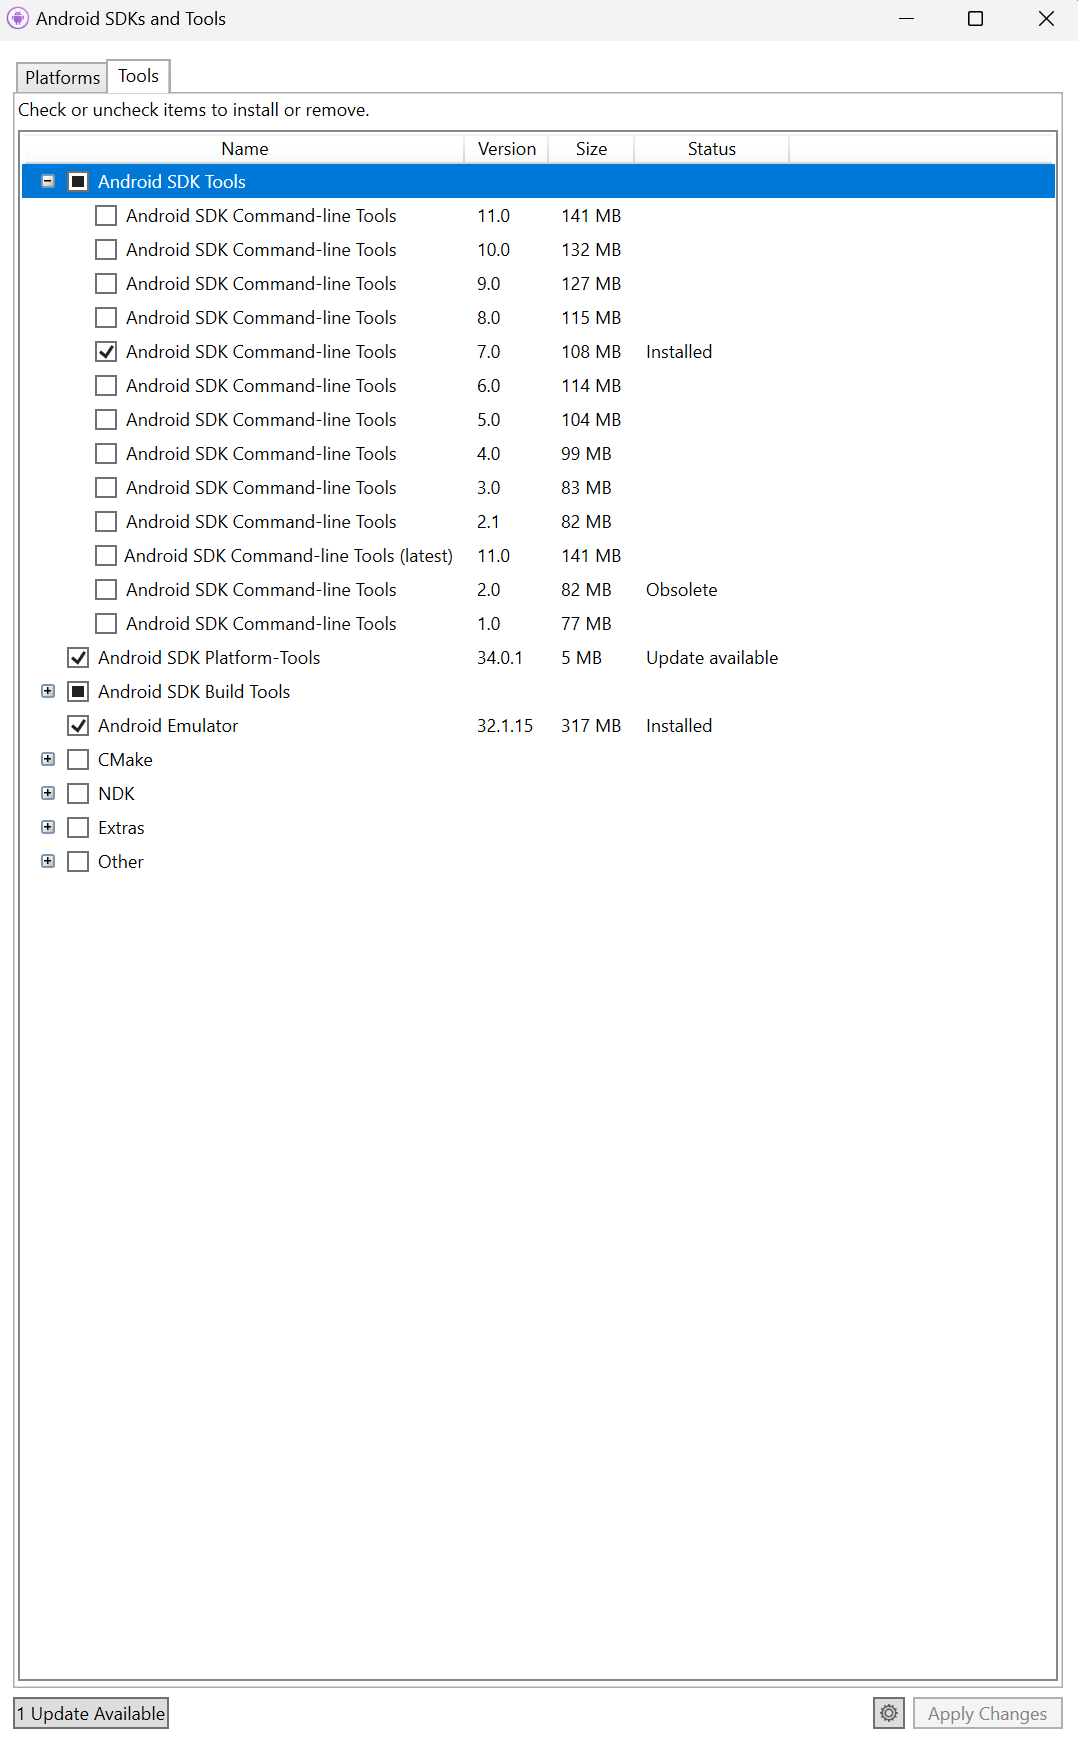 Android SDKs and Tools
Platforms Tools
Check or uncheck items to install or remove.
Name Version Size Status
Android SDK Tools
Android SDK Command-line Tools 11.0 141 MB
Android SDK Command-line Tools 10.0 132 MB
Android SDK Command-line Tools 9.0 127 MB
Android SDK Command-line Tools 8.0 115 MB
Android SDK Command-line Tools 7.0 108 MB Installed
Android SDK Command-line Tools 6.0 114 MB
Android SDK Command-line Tools 5.0 104 MB
Android SDK Command-line Tools 4.0 99 MB
Android SDK Command-line Tools 3.0 83 MB
Android SDK Command-line Tools 2.1 82 MB
Android SDK Command-line Tools (latest) 11.0 141 MB
Android SDK Command-line Tools 2.0 82 MB Obsolete
Android SDK Command-line Tools 1.0 77 MB
Android SDK Platform-Tools 34.0.1 5 MB Update available
Android SDK Build Tools
Android Emulator 32.1.15 317 MB Installed
CMake
NDK
Extras
Other
1 Update Available Apply Changes